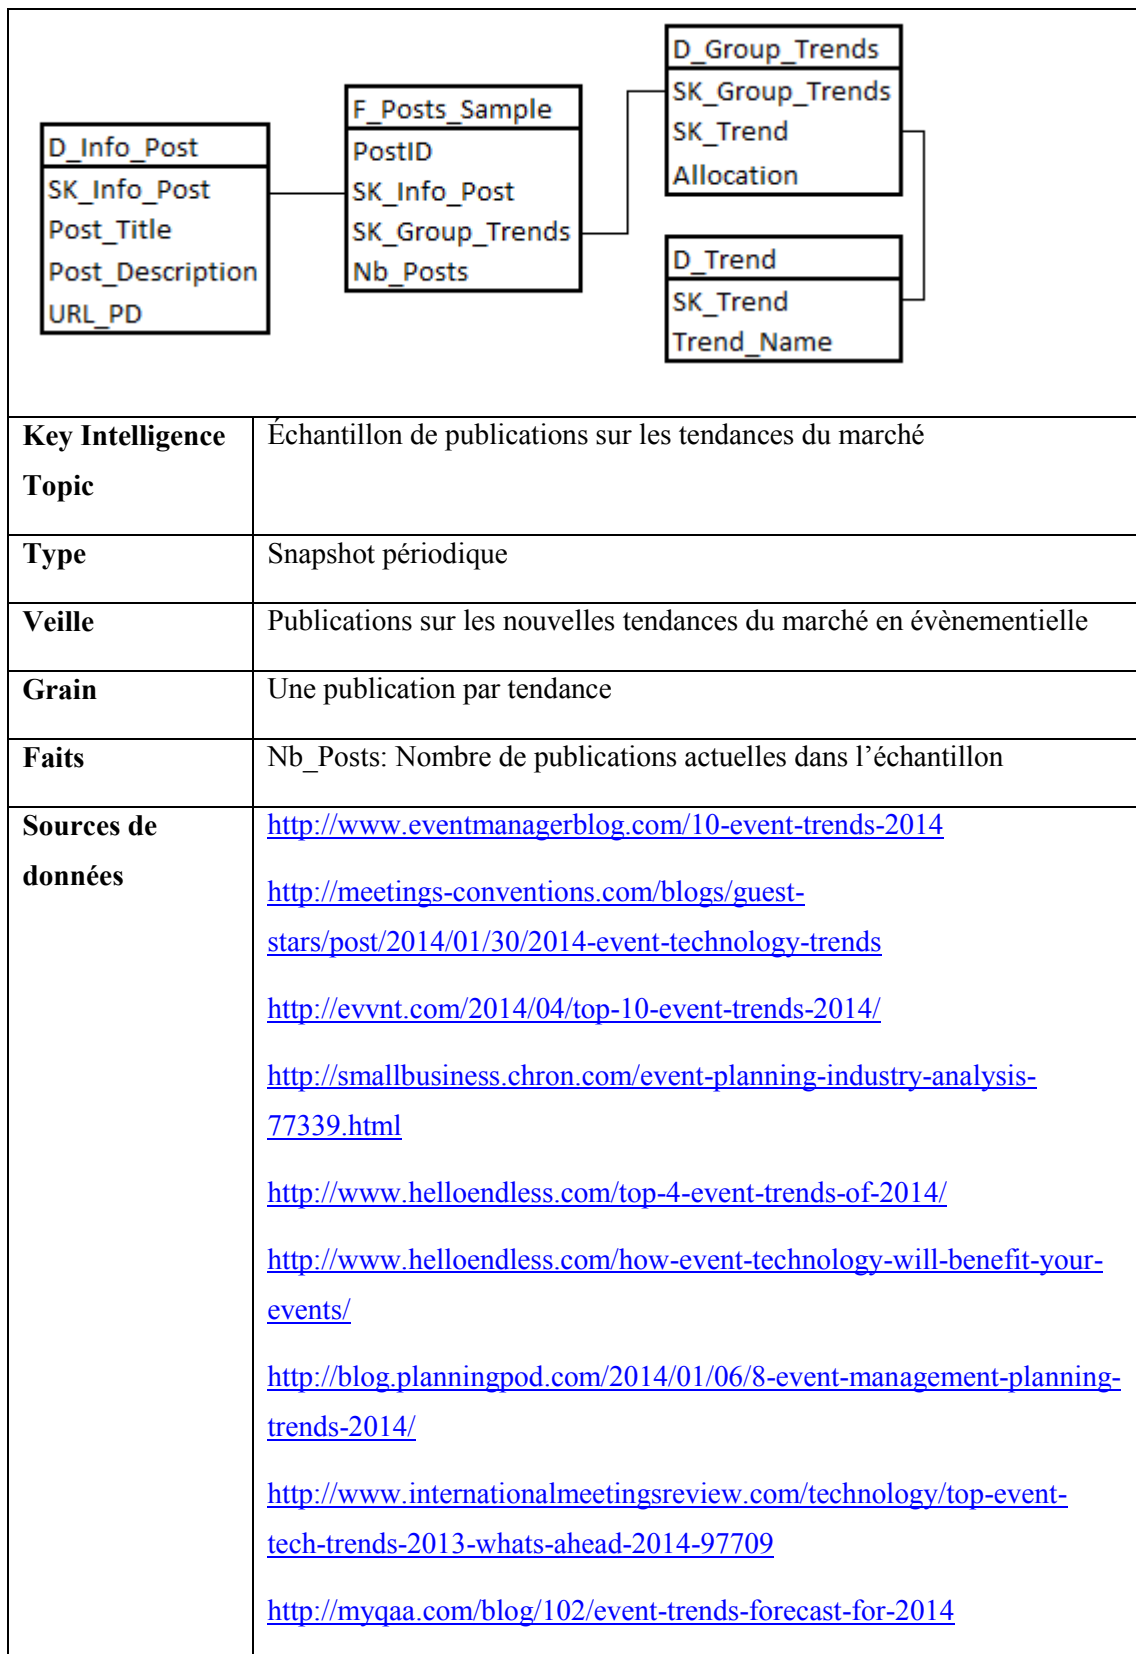 D_Info_Post
SK_Info_Post
Post_Title
Post_Description
URL_PD
F_Posts_Sample
PostID
SK_Info_Post
SK_Group_Trends
Nb_Posts
D_Group_Trends
SK_Group_Trends
SK_Trend
Allocation
D_Trend
SK_Trend
Trend_Name
Key Intelligence
Topic
Échantillon de publications sur les tendances du marché
Type
Snapshot périodique
Veille
Publications sur les nouvelles tendances du marché en évènementielle
Grain
Une publication par tendance
Faits
Nb_Posts: Nombre de publications actuelles dans l’échantillon
Sources de
données
http://www.eventmanagerblog.com/10-event-trends-2014
http://meetings-conventions.com/blogs/guest-
stars/post/2014/01/30/2014-event-technology-trends
http://evvnt.com/2014/04/top-10-event-trends-2014/
http://smallbusiness.chron.com/event-planning-industry-analysis-
77339.html
http://www.helloendless.com/top-4-event-trends-of-2014/
http://www.helloendless.com/how-event-technology-will-benefit-your-
events/
http://blog.planningpod.com/2014/01/06/8-event-management-planning-
trends-2014/
http://www.internationalmeetingsreview.com/technology/top-event-
tech-trends-2013-whats-ahead-2014-97709
http://myqaa.com/blog/102/event-trends-forecast-for-2014